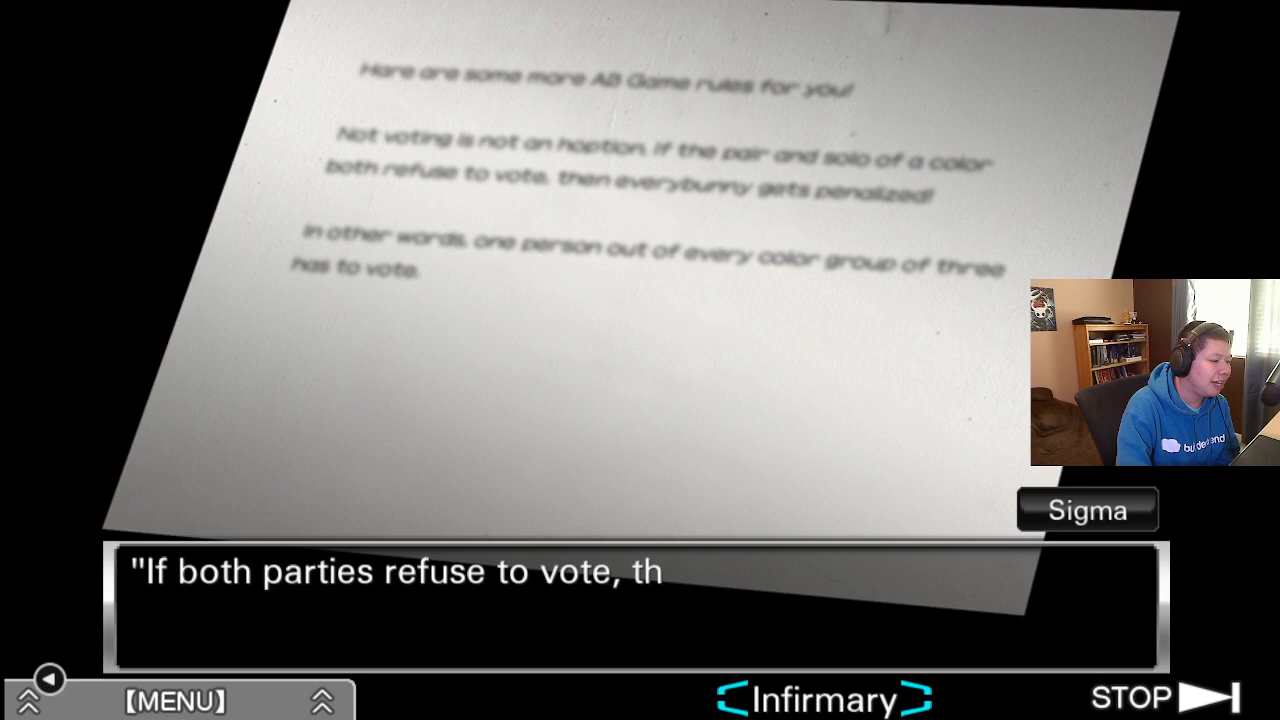 Hare are some more AB Game rules for you!
Not voting is not an hoption. If the pair and solo of a color
both refuse to vote, then everybunny gets penalized!
In other words, one person out of every color group of three
has to vote.
Sigma
"If both parties refuse to vote, th
[MENU]
Infirmary
STOP